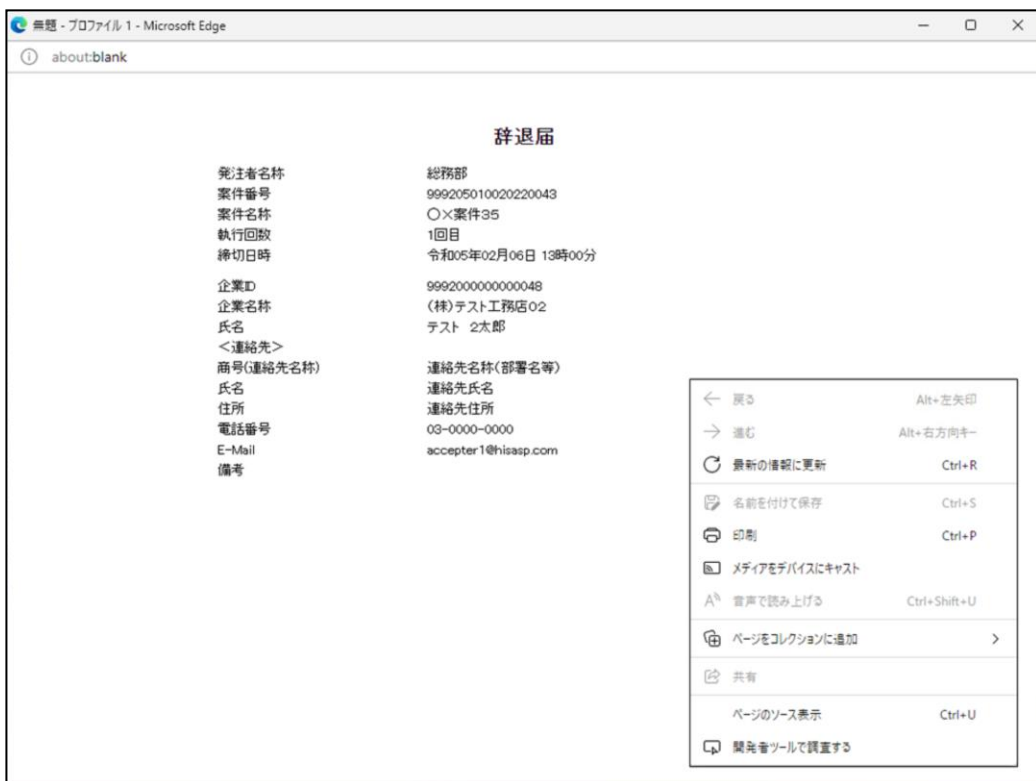 無題 - プロファイル 1 - Microsoft Edge
about:blank
辞退届
発注者名称 総務部
案件番号 999205010020220043
案件名称 〇×案件35
執行回数 1回目
締切日時 令和05年02月06日 13時00分
企業ID 9992000000000048
企業名称 (株)テスト工務店02
氏名 テスト 2太郎
<連絡先>
商号(連絡先名称) 連絡先名称(部署名等)
氏名 連絡先氏名
住所 連絡先住所
電話番号 03-0000-0000
E-Mail accepter1@hisasp.com
備考
戻る Alt+左矢印
進む Alt+右方向キー
最新の情報に更新 Ctrl+R
名前を付けて保存 Ctrl+S
印刷 Ctrl+P
メディアをデバイスにキャスト
音声で読み上げる Ctrl+Shift+U
ページをコレクションに追加
共有
ページのソース表示 Ctrl+U
開発者ツールで調査する